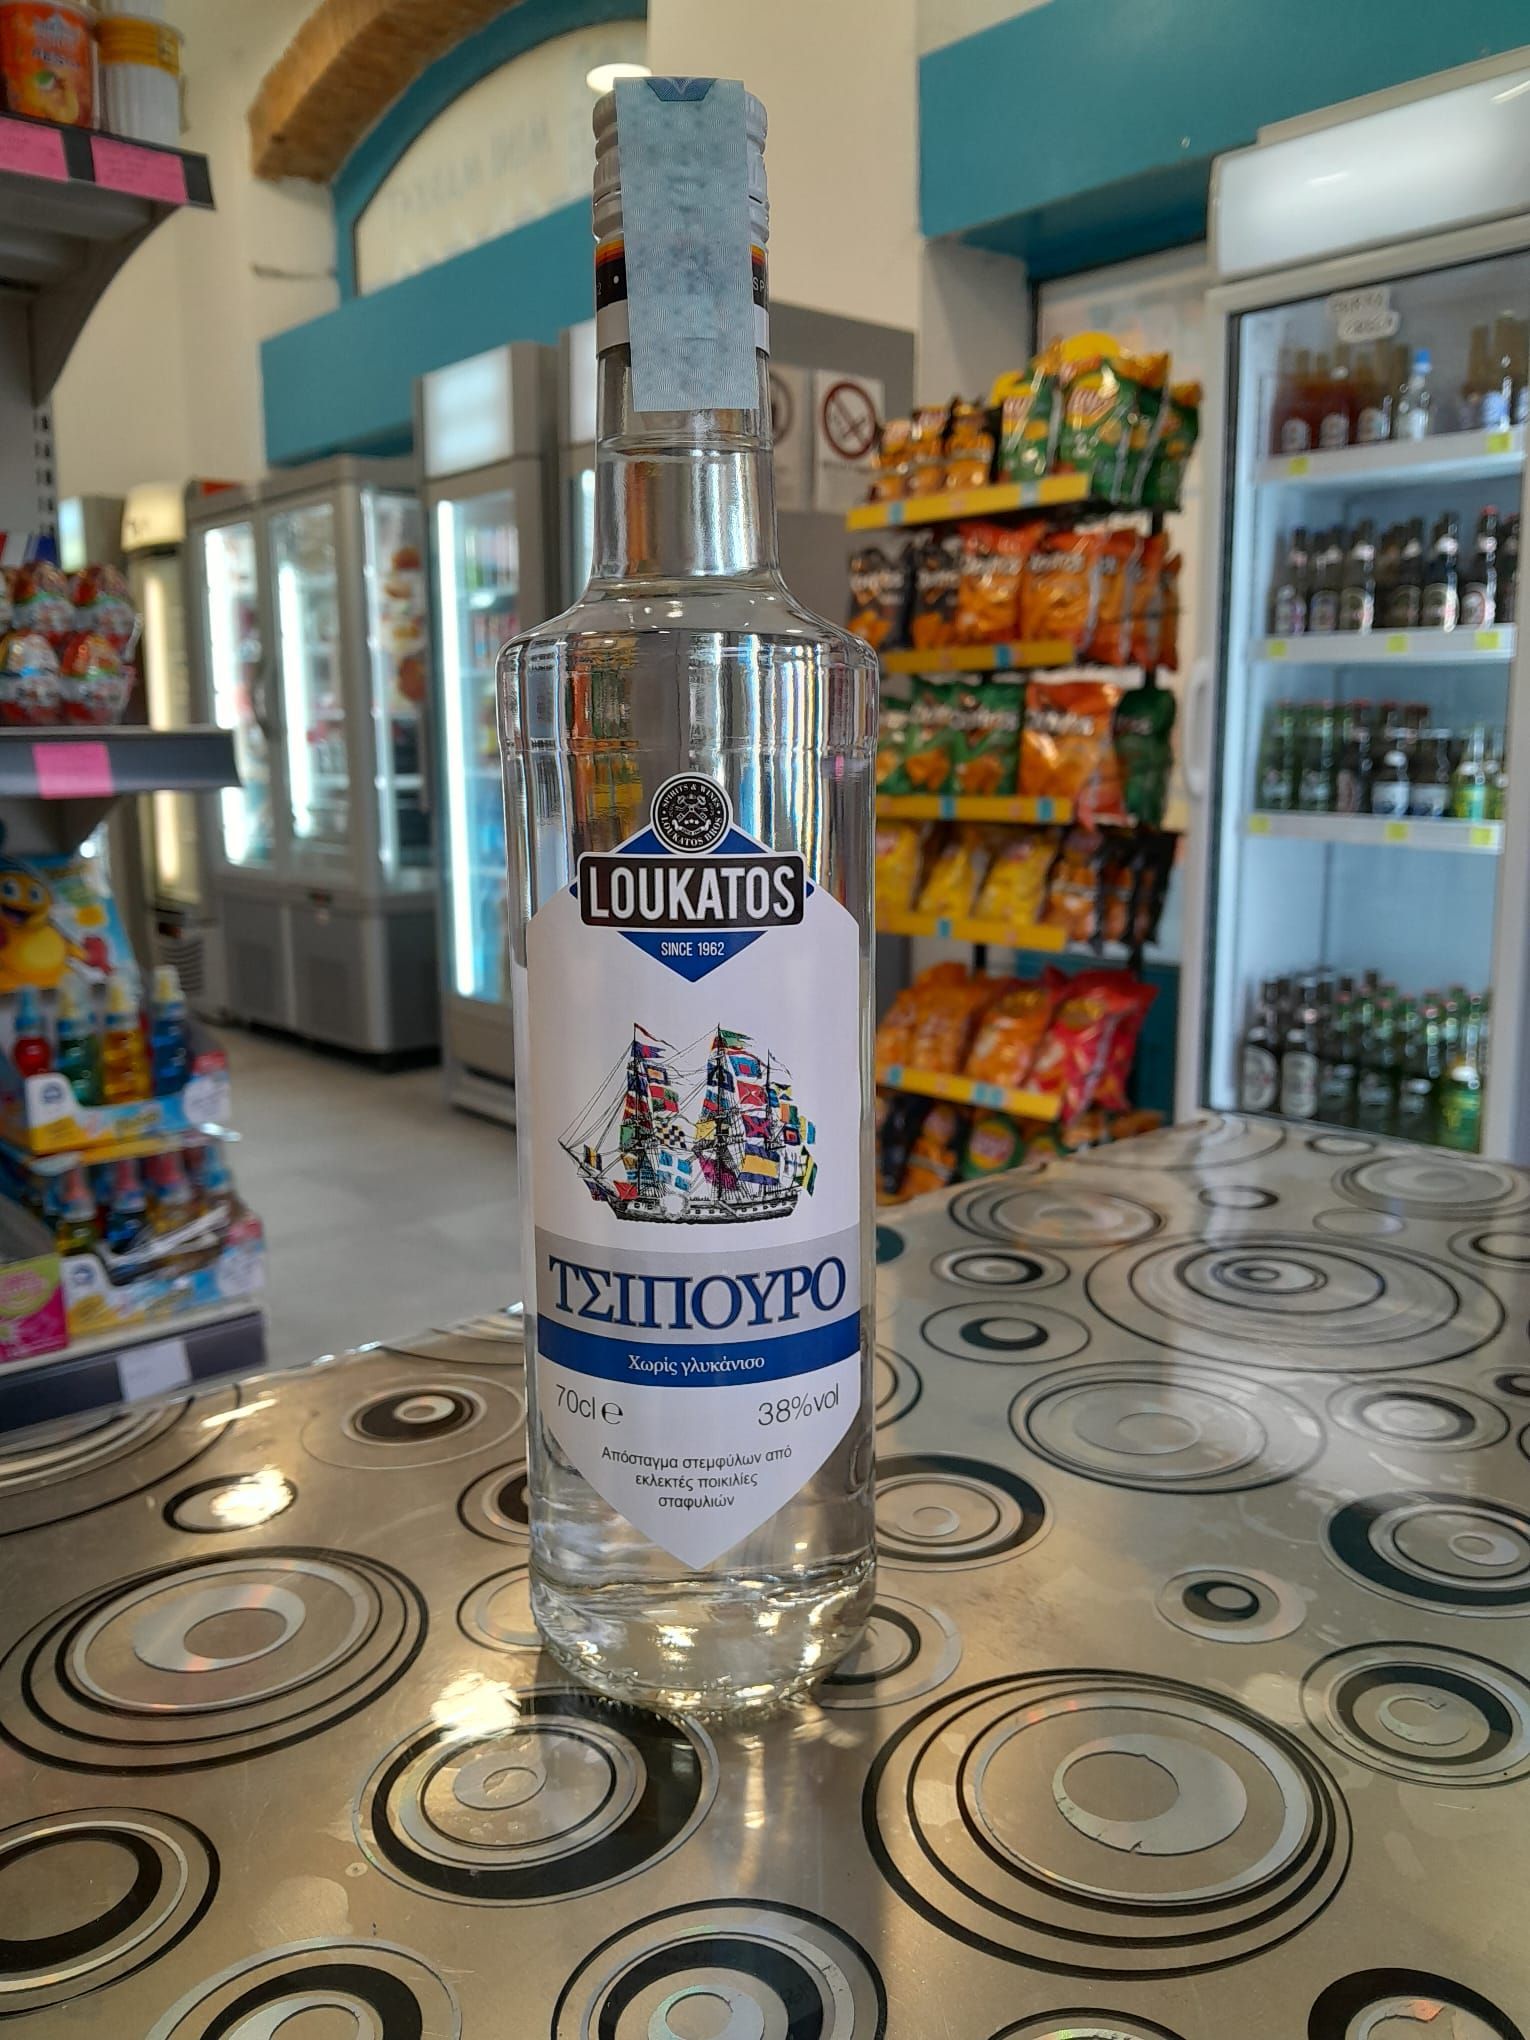 SPIRITS & WINES
LOUKATOS BROS
LOUKATOS
SINCE 1962
ΤΣΙΠΟΥΡΟ
Χωρίς γλυκάνισο
70cl e 38%vol
Απόσταγμα στεμφύλων από
εκλεκτές ποικιλίες
σταφυλιών